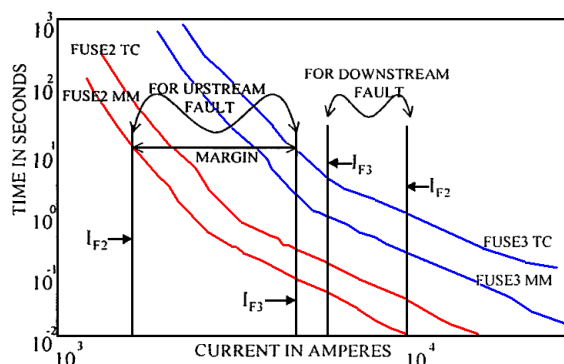 10^3
10^2
10^1
10^0
10^-1
10^-2
TIME IN SECONDS
FUSE2 TC
FUSE2 MM
FOR UPSTREAM
FAULT
MARGIN
FOR DOWNSTREAM
FAULT
I_F3
I_F2
I_F2
I_F3
FUSE3 TC
FUSE3 MM
10^3
CURRENT IN AMPERES
10^4